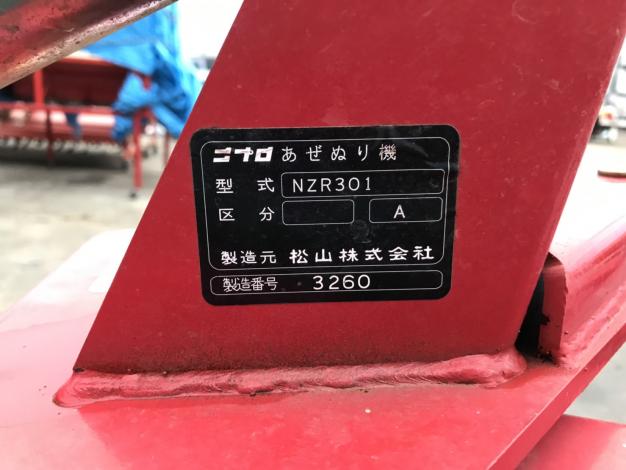 ニプロ あぜぬり機
型式 NZR301
区分 A
製造元 松山株式会社
製造番号 3260